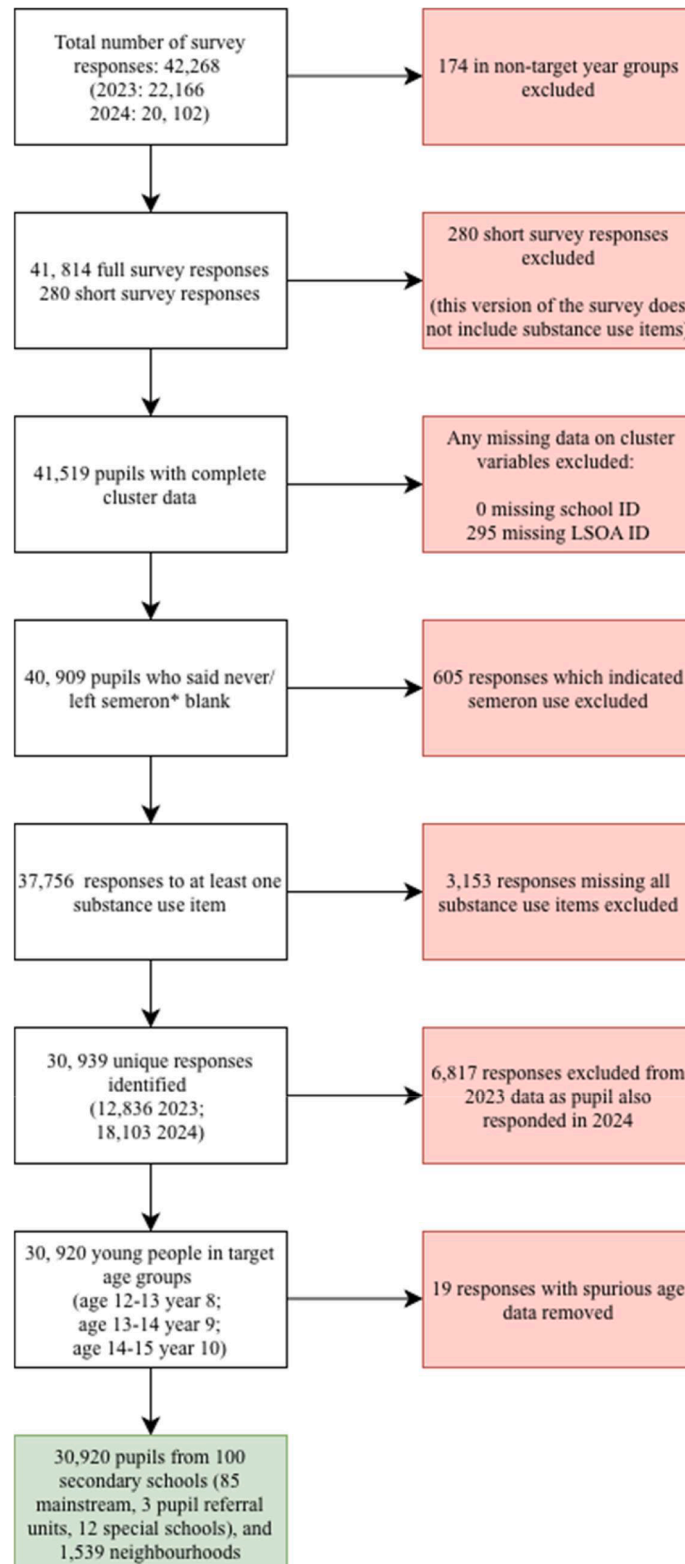 Total number of survey
responses: 42,268
(2023: 22,166
2024: 20, 102)
174 in non-target year groups
excluded
41, 814 full survey responses
280 short survey responses
280 short survey responses
excluded
(this version of the survey does
not include substance use items)
41,519 pupils with complete
cluster data
Any missing data on cluster
variables excluded:
0 missing school ID
295 missing LSOA ID
40, 909 pupils who said never/
left semeron* blank
605 responses which indicated
semeron use excluded
37,756 responses to at least one
substance use item
3,153 responses missing all
substance use items excluded
30, 939 unique responses
identified
(12,836 2023;
18,103 2024)
6,817 responses excluded from
2023 data as pupil also
responded in 2024
30, 920 young people in target
age groups
(age 12-13 year 8;
age 13-14 year 9;
age 14-15 year 10)
19 responses with spurious age
data removed
30,920 pupils from 100
secondary schools (85
mainstream, 3 pupil referral
units, 12 special schools), and
1,539 neighbourhoods